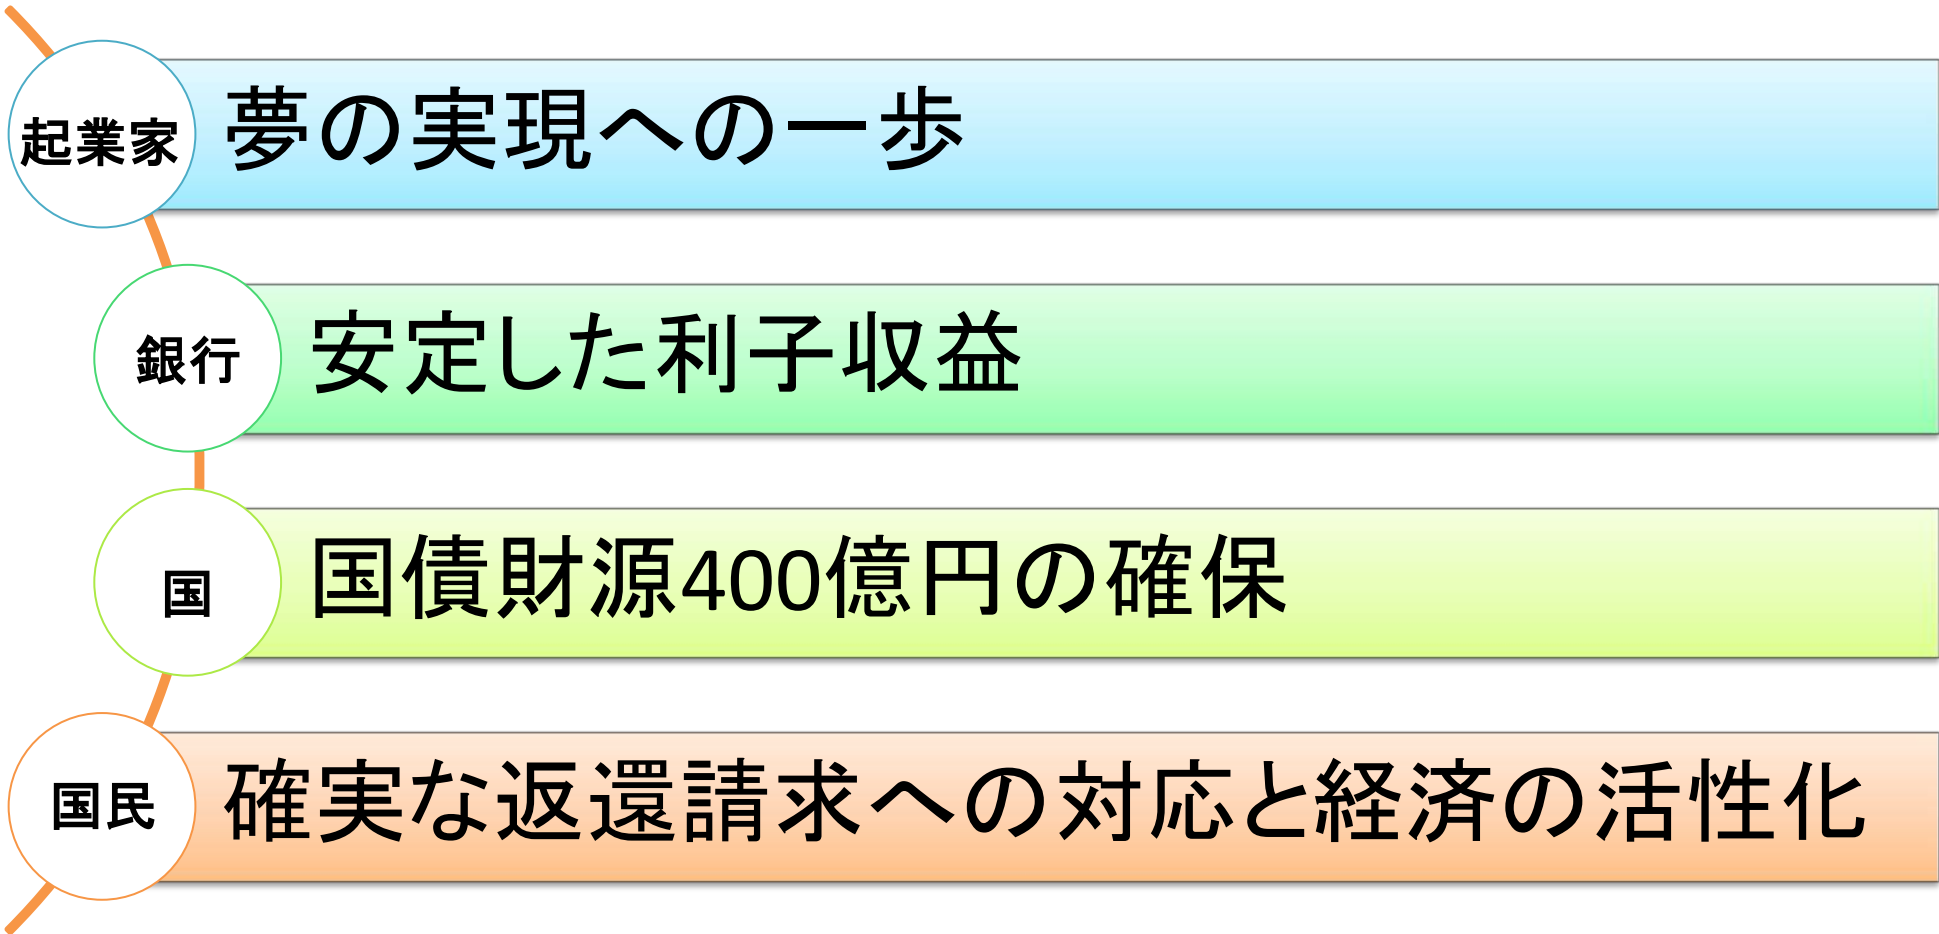 起業家
夢の実現への一歩
銀行
安定した利子収益
国
国債財源400億円の確保
国民
確実な返還請求への対応と経済の活性化